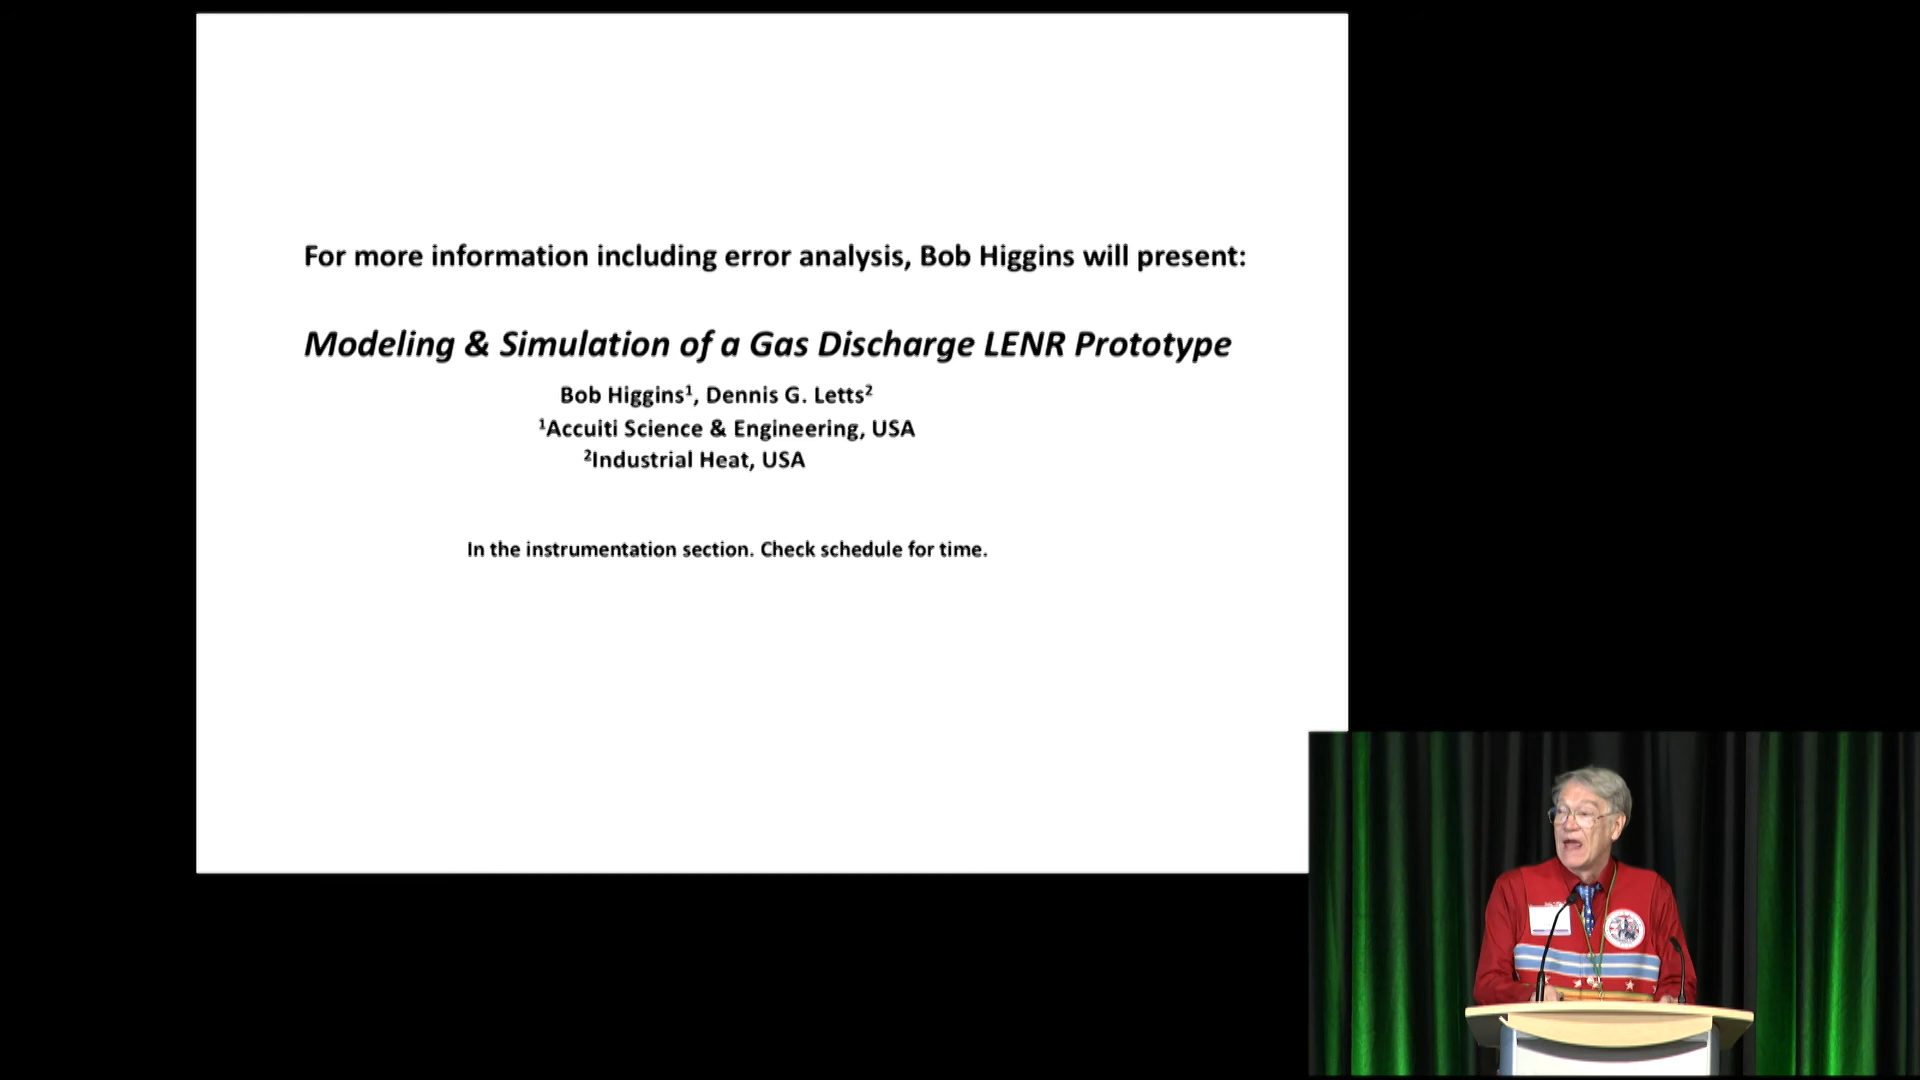 For more information including error analysis, Bob Higgins will present:
Modeling & Simulation of a Gas Discharge LENR Prototype
Bob Higgins¹, Dennis G. Letts²
¹Accuiti Science & Engineering, USA
²Industrial Heat, USA
In the instrumentation section. Check schedule for time.